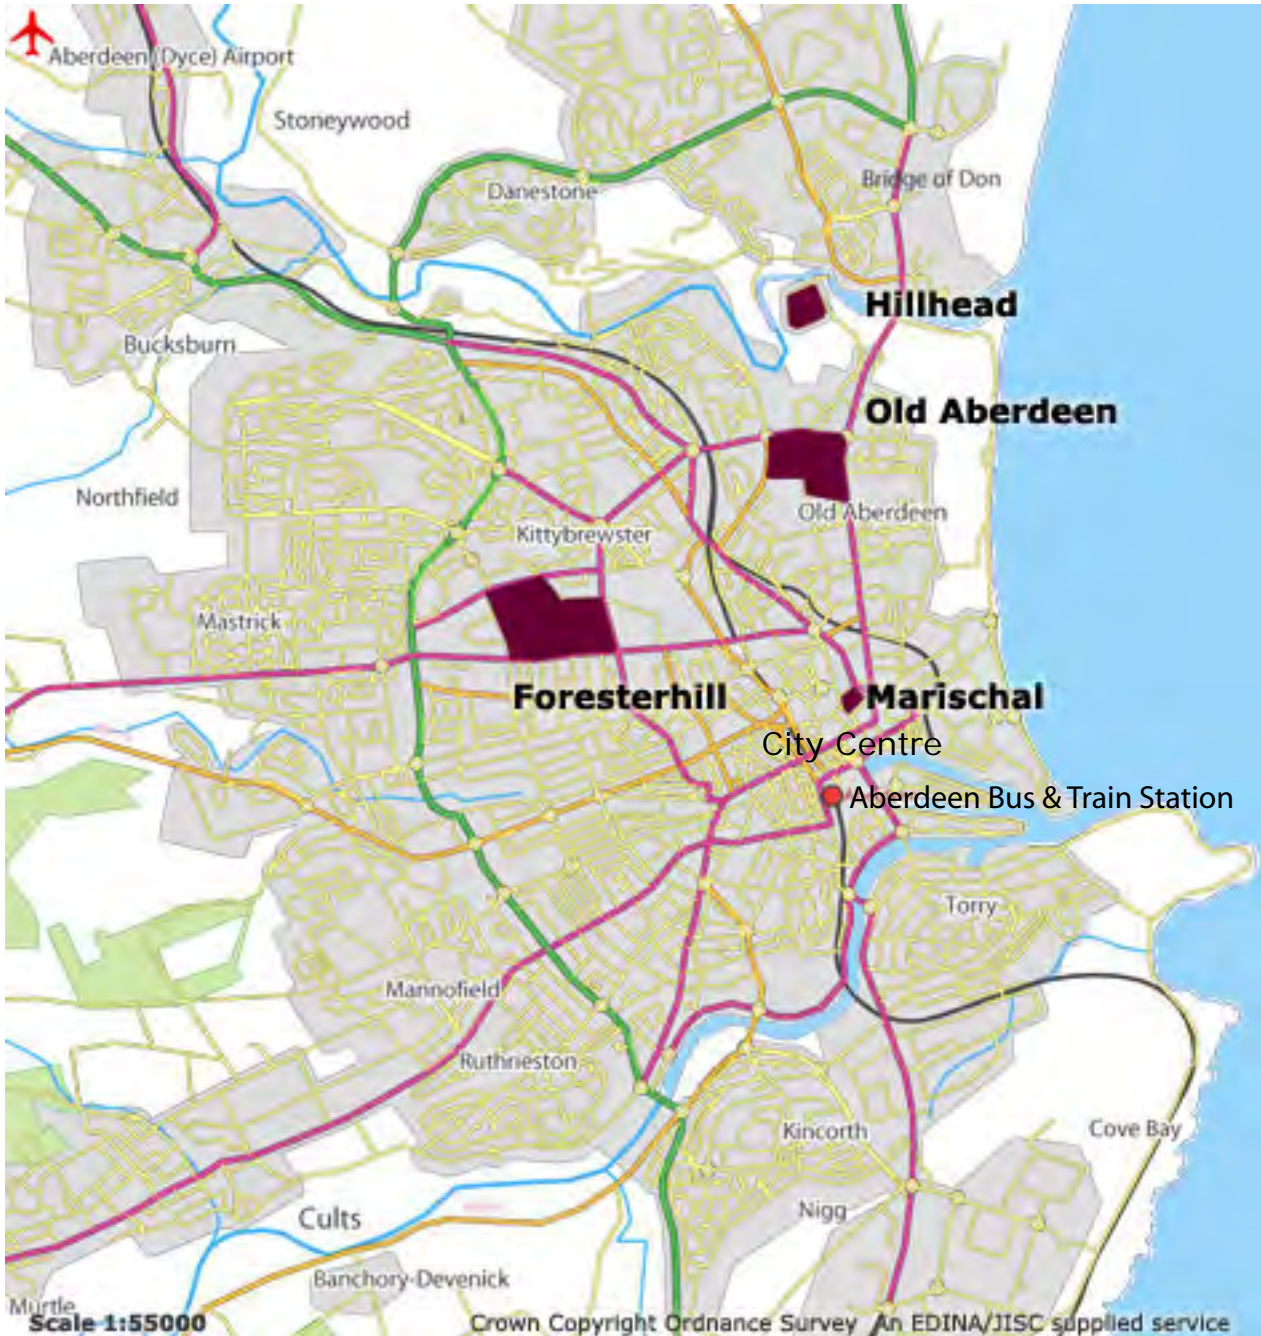 Aberdeen (Dyce) Airport
Stoneywood
Danestone
Bridge of Don
Hillhead
Bucksburn
Old Aberdeen
Northfield
Old Aberdeen
Kittybrewster
Mastrick
Foresterhill
Marischal
City Centre
Aberdeen Bus & Train Station
Torry
Mannofield
Ruthrieston
Kincorth
Cove Bay
Nigg
Cults
Banchory-Devenick
Murtle
Scale 1:55000
Crown Copyright Ordnance Survey An EDINA/JISC supplied service